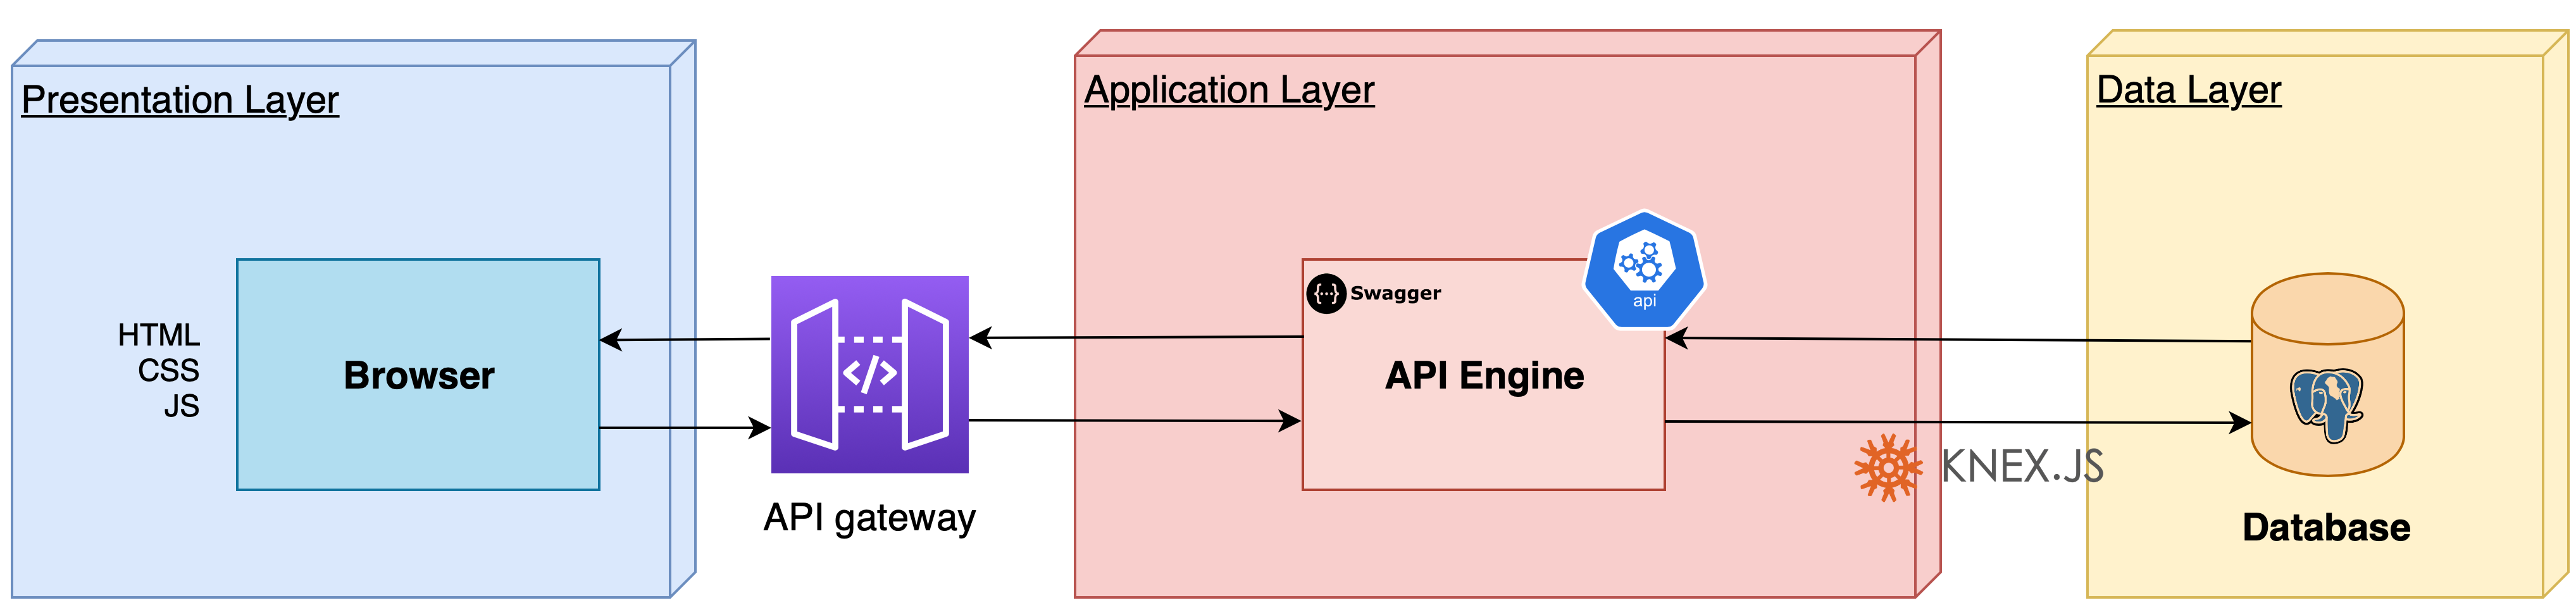 Presentation Layer
HTML
CSS
JS
Browser
API gateway
Application Layer
{···} Swagger
api
API Engine
KNEX.JS
Data Layer
Database